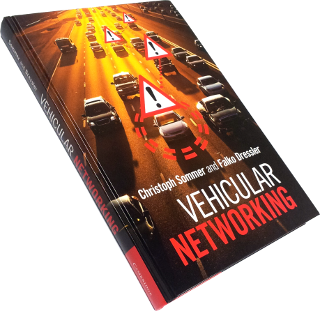 Christoph Sommer and Falko Dressler
VEHICULAR
NETWORKING
VEHICULAR NETWORKING